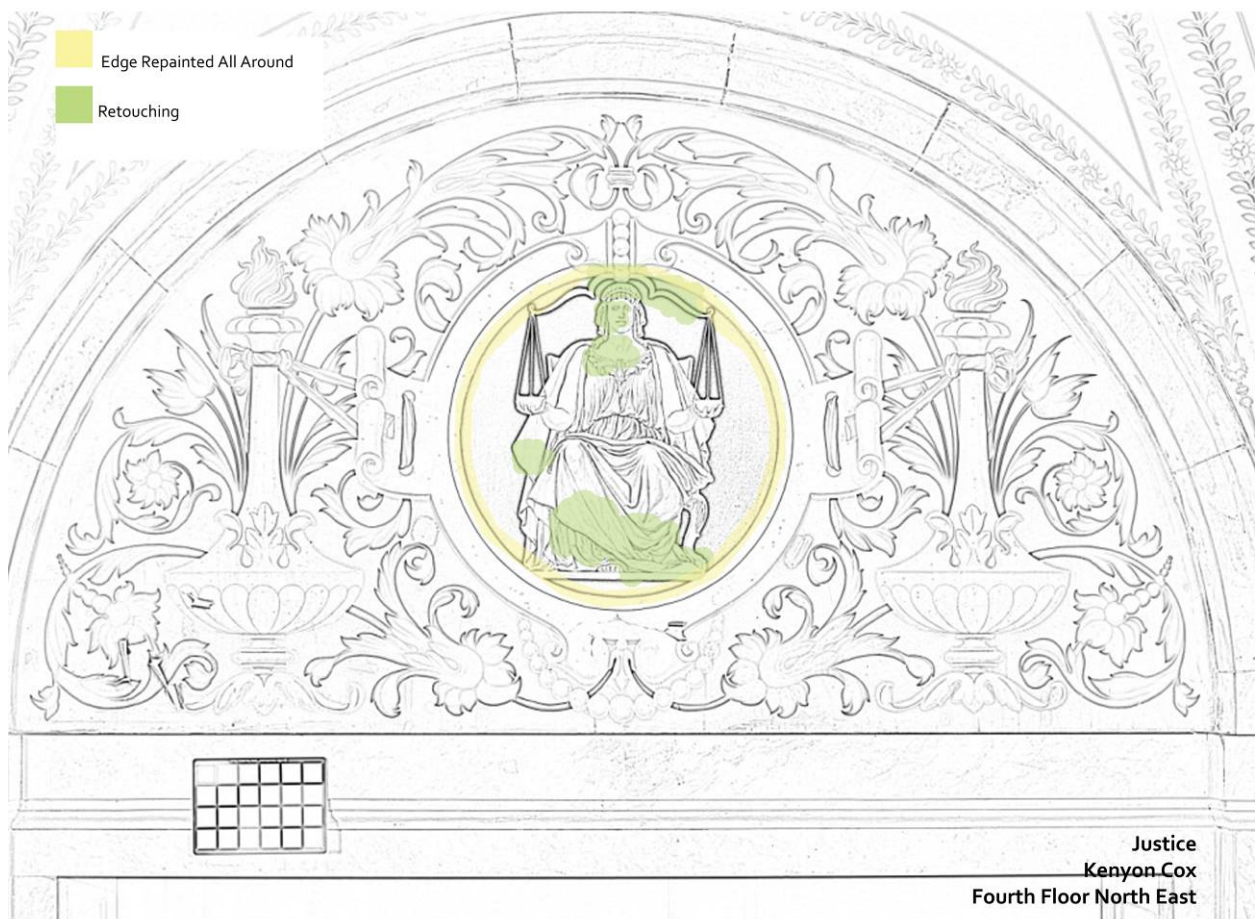 Edge Repainted All Around
Retouching
Justice
Kenyon Cox
Fourth Floor North East